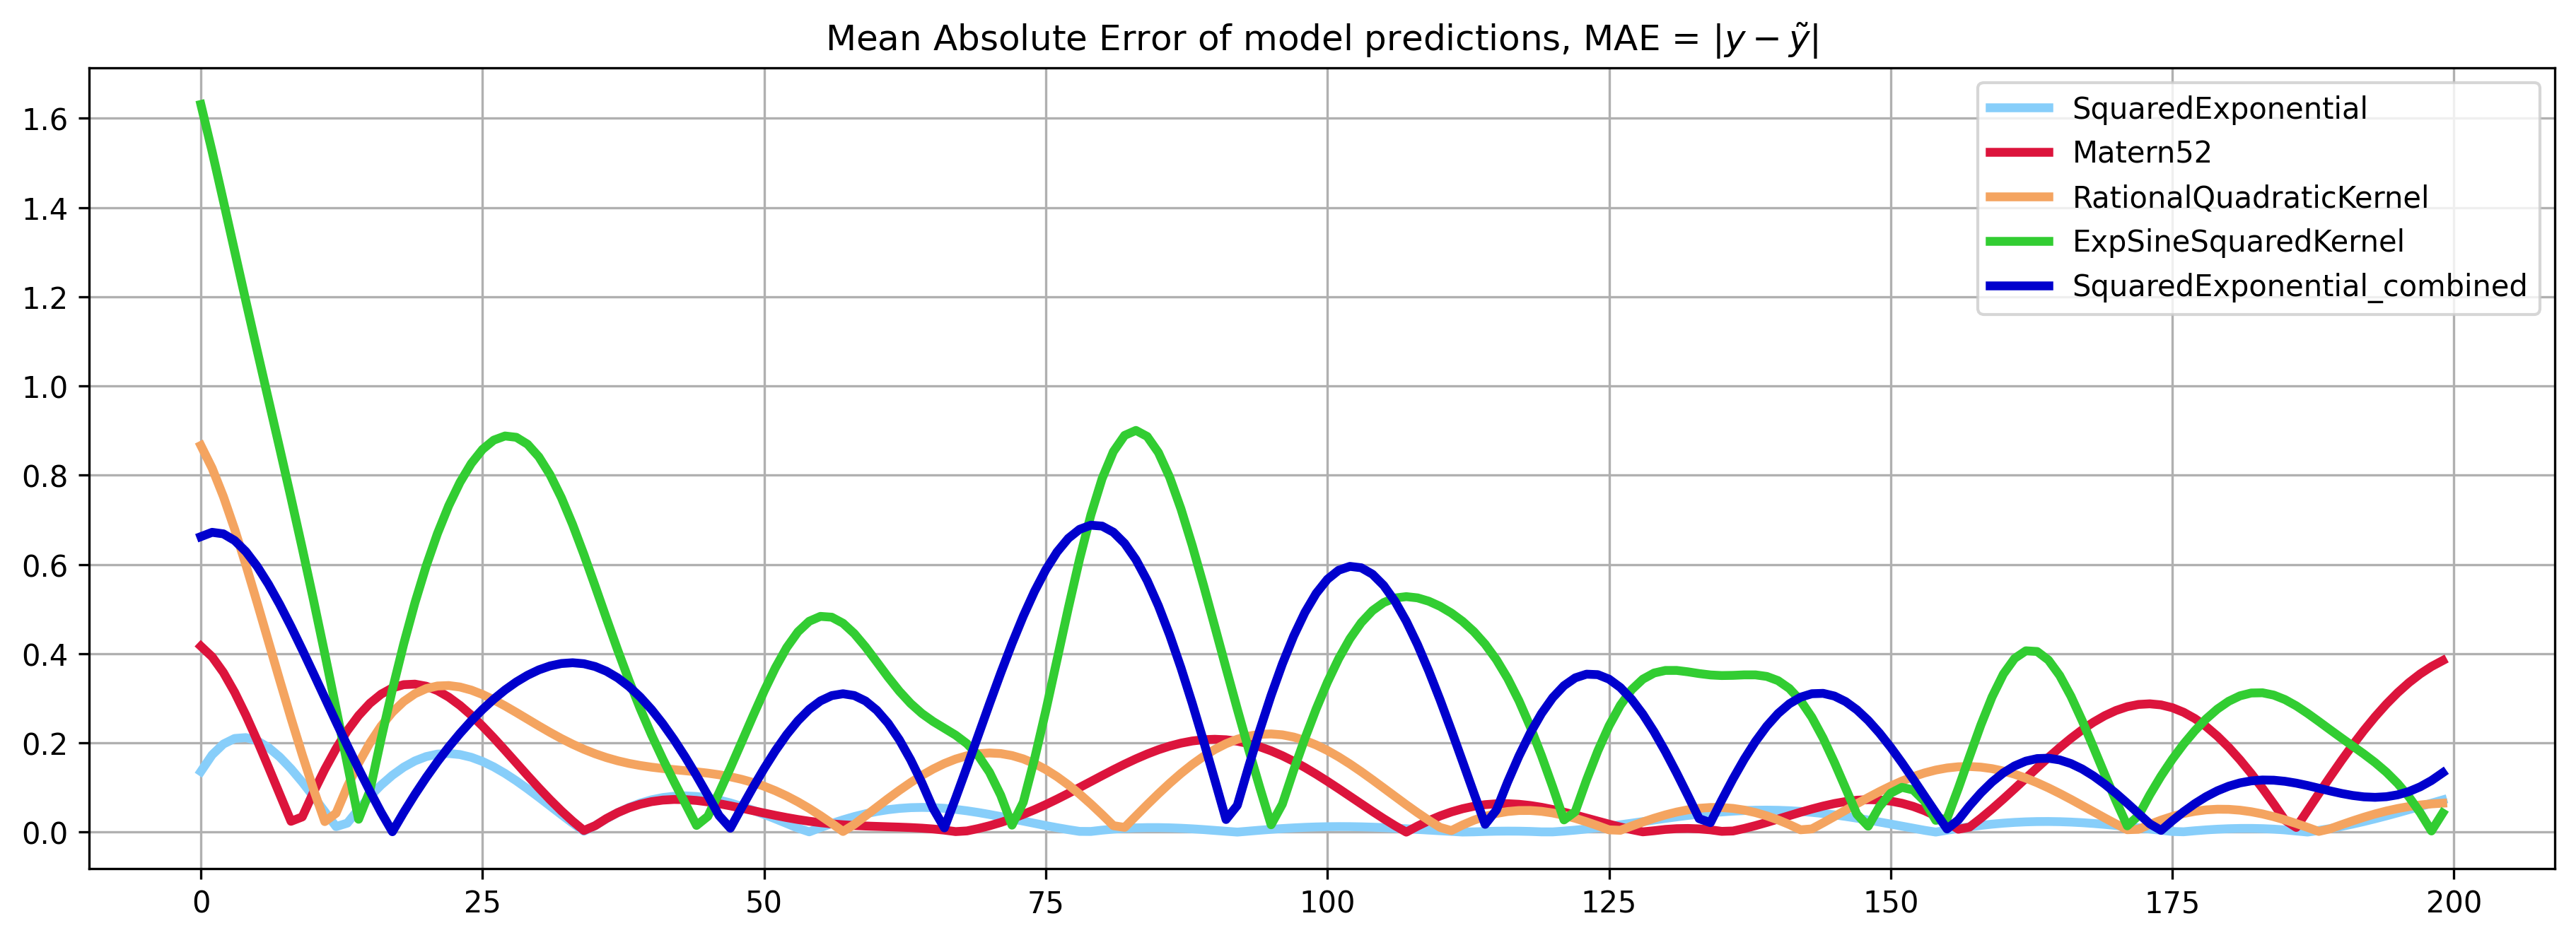 Mean Absolute Error of model predictions, MAE = |y − ỹ|
1.6
1.4
1.2
1.0
0.8
0.6
0.4
0.2
0.0
SquaredExponential
Matern52
RationalQuadraticKernel
ExpSineSquaredKernel
SquaredExponential_combined
0 25 50 75 100 125 150 175 200